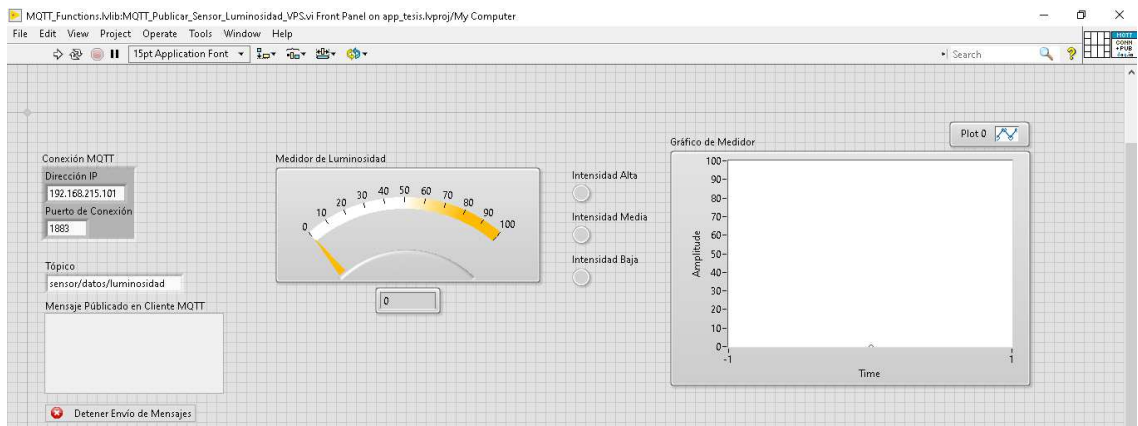 MQTT_Functions.lvlib:MQTT_Publicar_Sensor_Luminosidad_VPS.vi Front Panel on app_tesis.lvproj/My Computer
File Edit View Project Operate Tools Window Help
15pt Application Font
Search
MQTT
CONN
+PUB
Plot 0
Conexión MQTT
Dirección IP
192.168.215.101
Puerto de Conexión
1883
Tópico
sensor/datos/luminosidad
Mensaje Públicado en Cliente MQTT
Detener Envío de Mensajes
Medidor de Luminosidad
0 10 20 30 40 50 60 70 80 90 100
0
Intensidad Alta
Intensidad Media
Intensidad Baja
Gráfico de Medidor
Amplitude
100
90
80
70
60
50
40
30
20
10
0
-1 1
Time